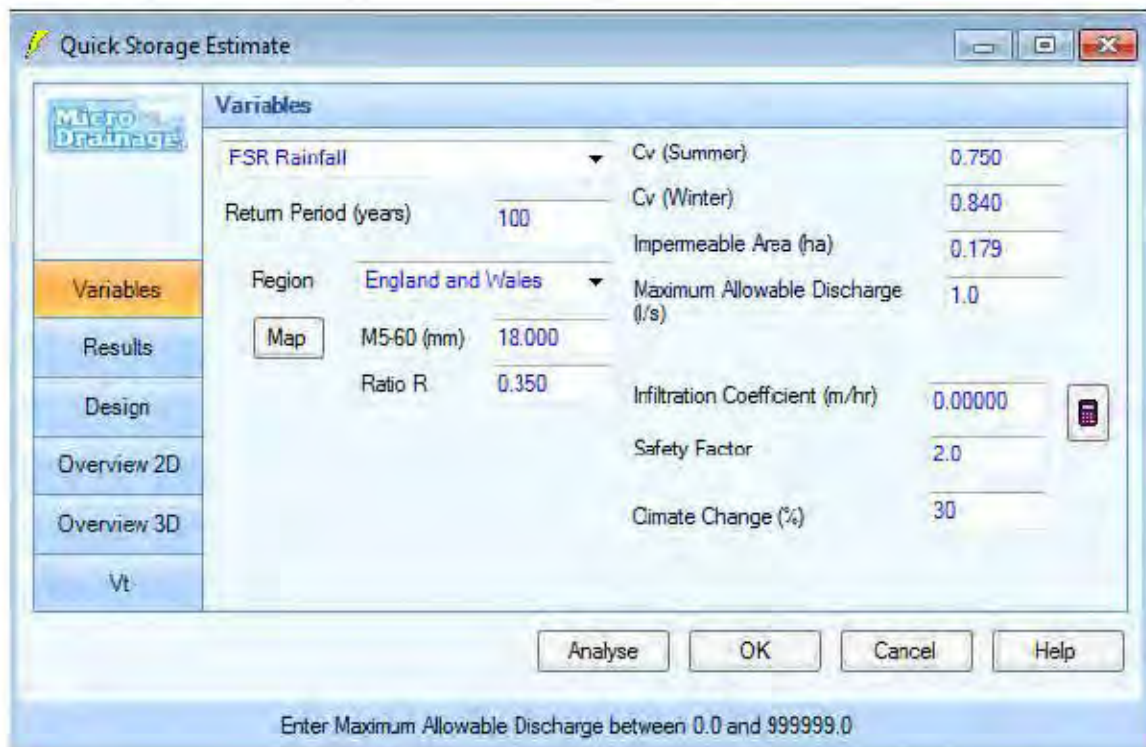 Quick Storage Estimate
Micro
Drainage
Variables
Results
Design
Overview 2D
Overview 3D
Vt
Variables
FSR Rainfall
Return Period (years) 100
Region England and Wales
Map M5-60 (mm) 18.000
Ratio R 0.350
Cv (Summer) 0.750
Cv (Winter) 0.840
Impermeable Area (ha) 0.179
Maximum Allowable Discharge 1.0
(l/s)
Infiltration Coefficient (m/hr) 0.00000
Safety Factor 2.0
Climate Change (%) 30
Analyse OK Cancel Help
Enter Maximum Allowable Discharge between 0.0 and 999999.0